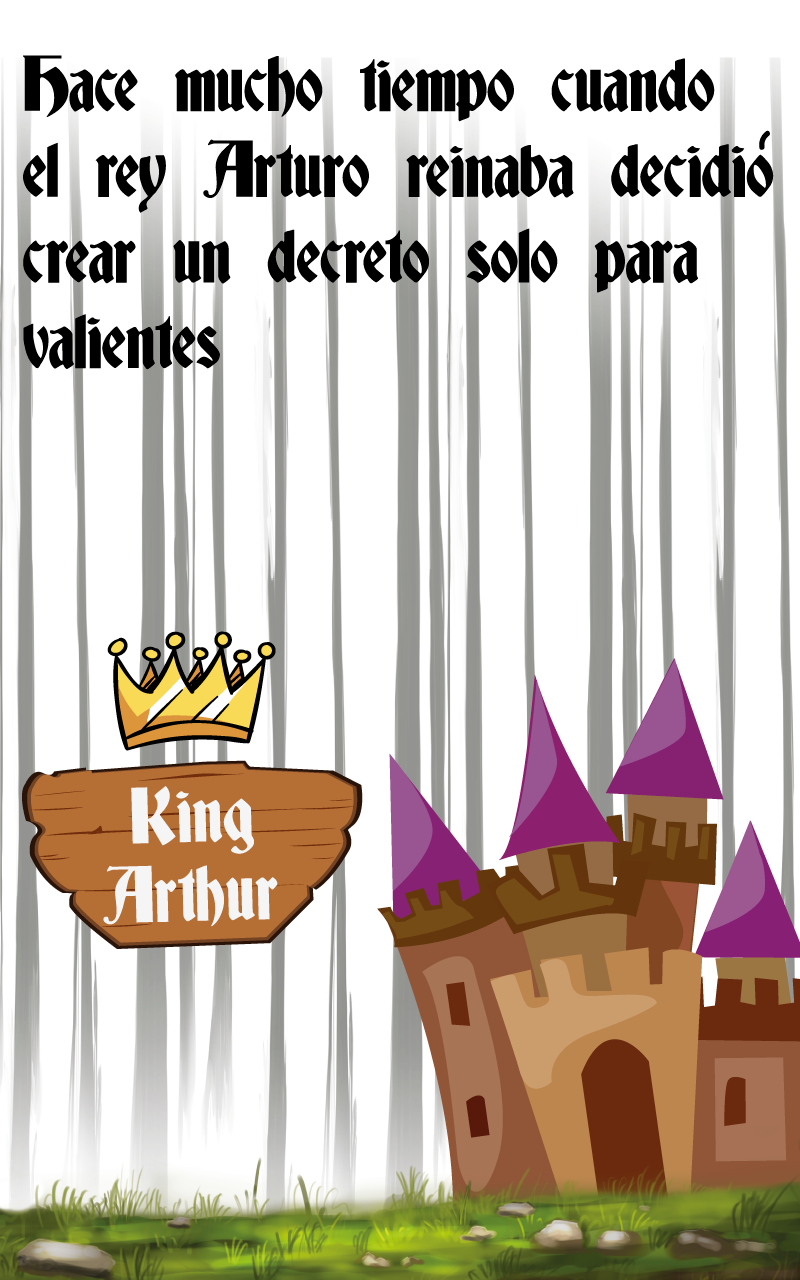 Hace mucho tiempo cuando
el rey Arturo reinaba decidió
crear un decreto solo para
valientes
King
Arthur